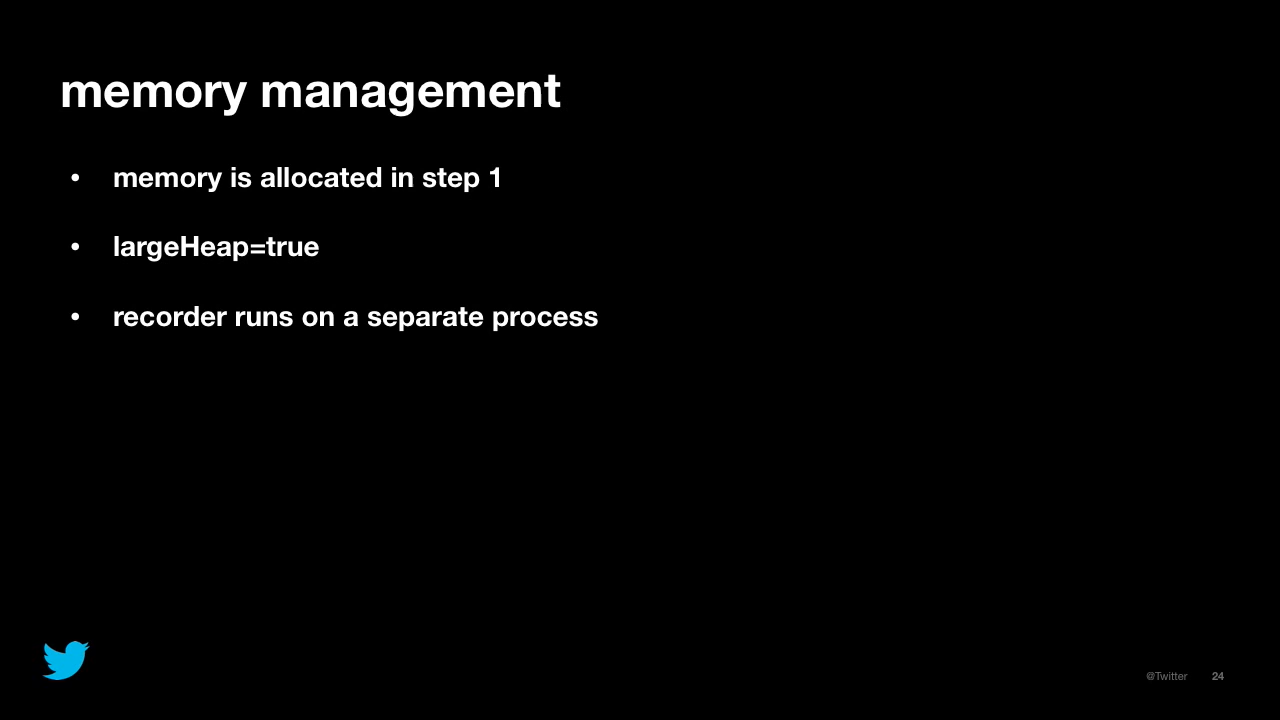 memory management
• memory is allocated in step 1
• largeHeap=true
• recorder runs on a separate process
@Twitter 24